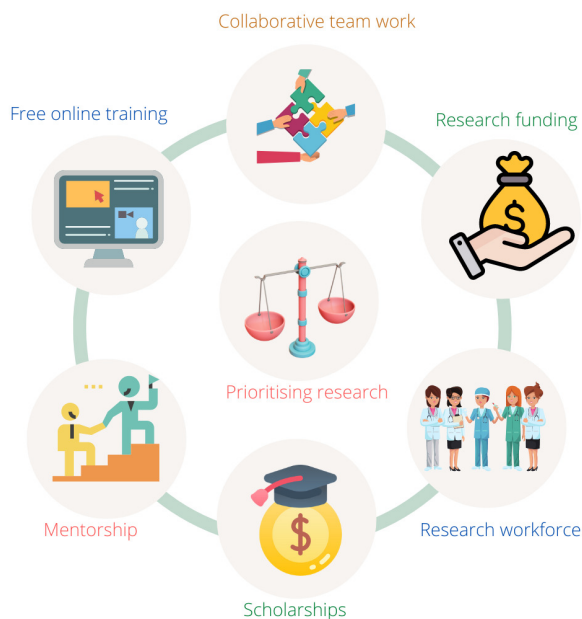 Collaborative team work
Free online training
Research funding
$
Prioritising research
Mentorship
$
Research workforce
Scholarships